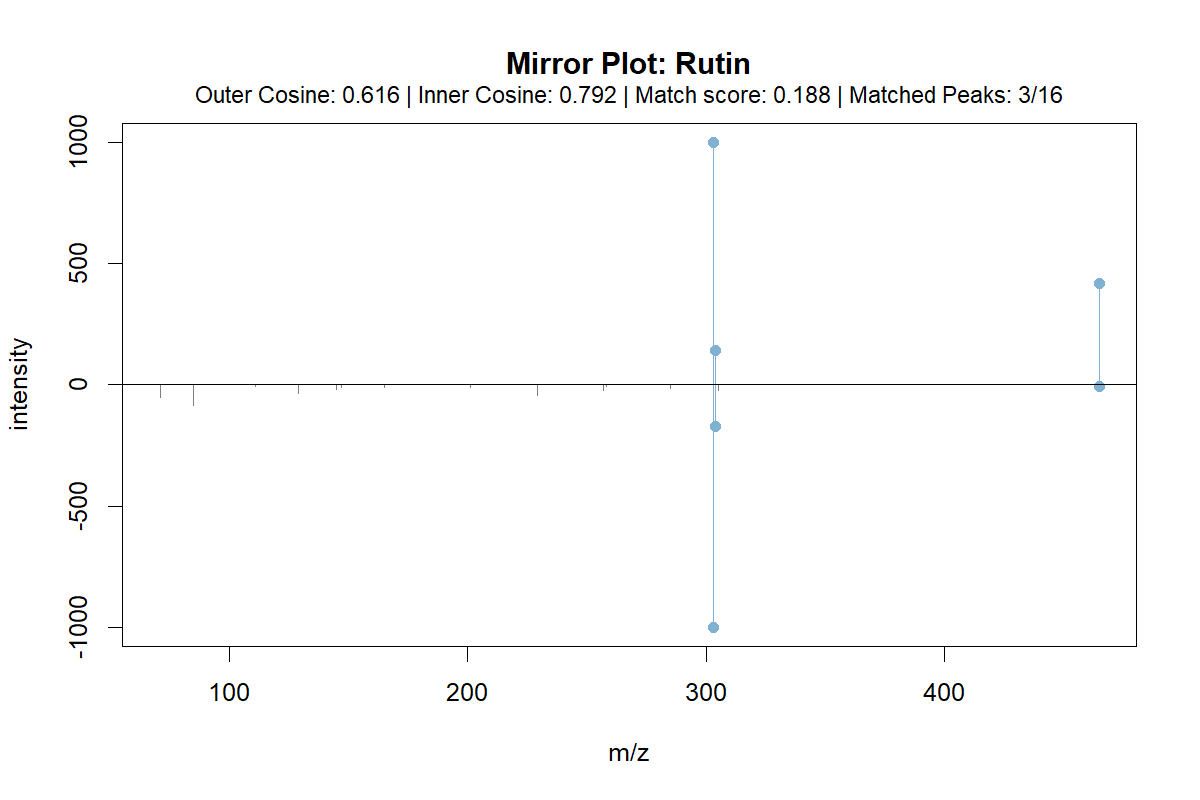 Mirror Plot: Rutin
Outer Cosine: 0.616 | Inner Cosine: 0.792 | Match score: 0.188 | Matched Peaks: 3/16
intensity
1000
500
0
-500
-1000
100 200 300 400
m/z